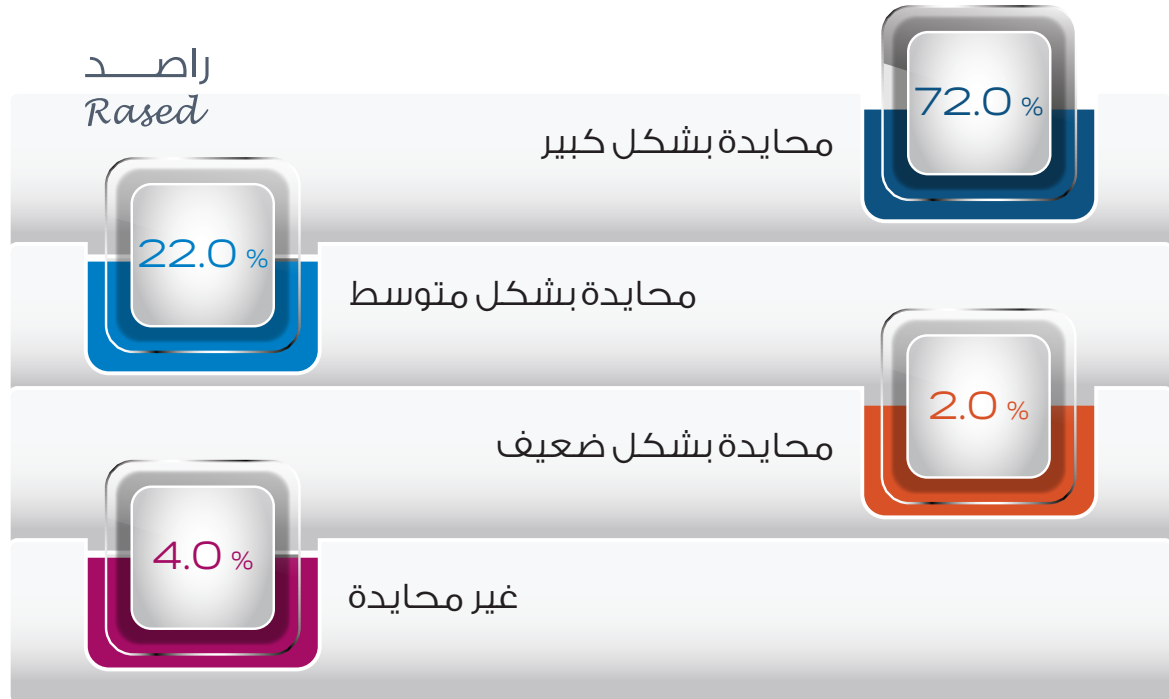 راصــد
Rased
72.0 %
محايدة بشكل كبير
22.0 %
محايدة بشكل متوسط
2.0 %
محايدة بشكل ضعيف
4.0 %
غير محايدة